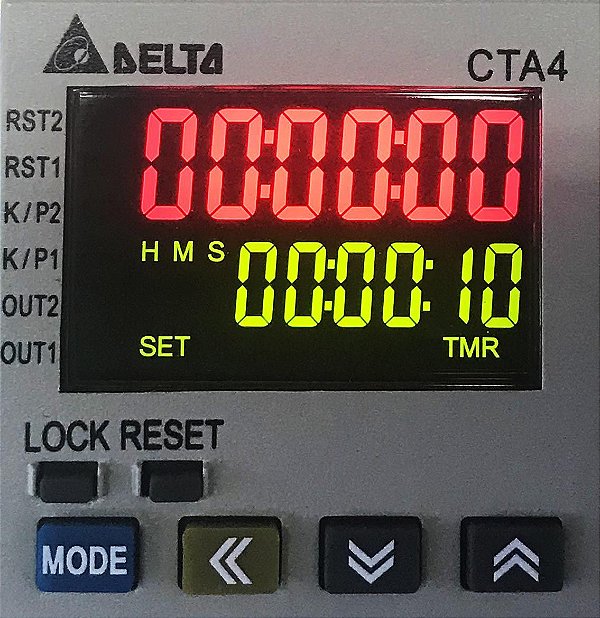 DELTA
CTA4
RST2
RST1
K/P2
K/P1
OUT2
OUT1
00:00:00
H M S 00:00:10
SET TMR
LOCK RESET
MODE